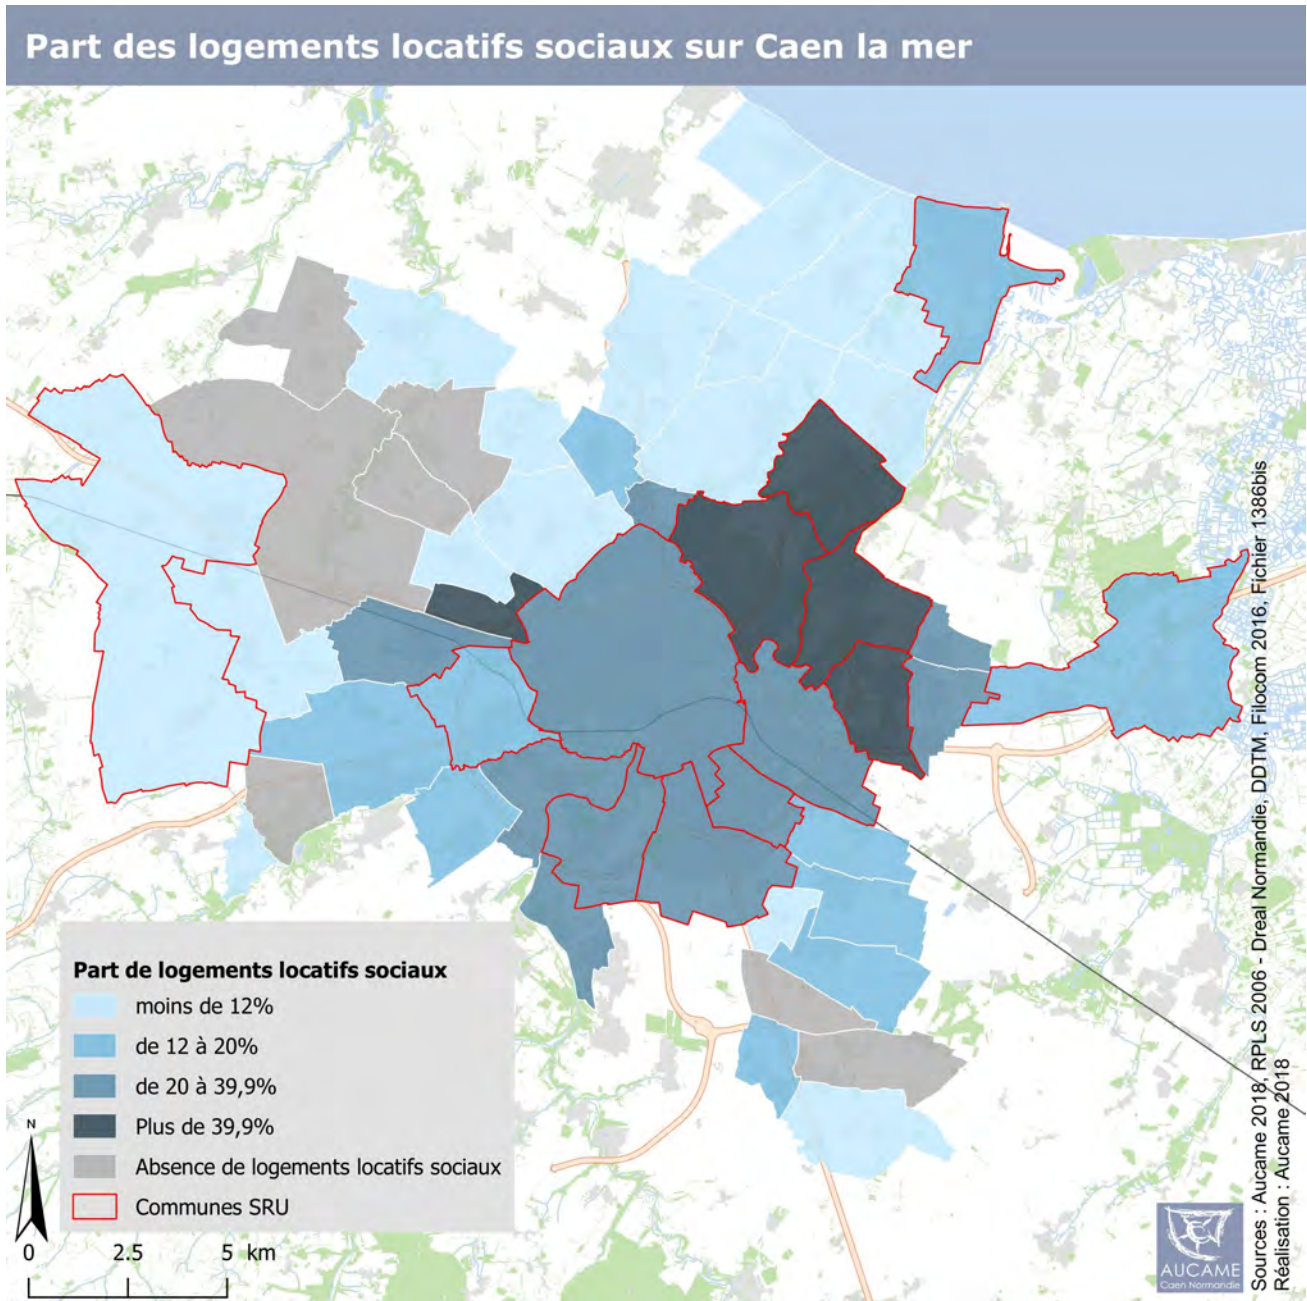 Part des logements locatifs sociaux sur Caen la mer
Part de logements locatifs sociaux
moins de 12%
de 12 à 20%
de 20 à 39,9%
Plus de 39,9%
Absence de logements locatifs sociaux
Communes SRU
N
0 2.5 5 km
Sources : Aucame 2018, RPLS 2006 - Dreal Normandie, DDTM, Filocom 2016, Fichier 1386bis
Réalisation : Aucame 2018
AUCAME
Caen Normandie